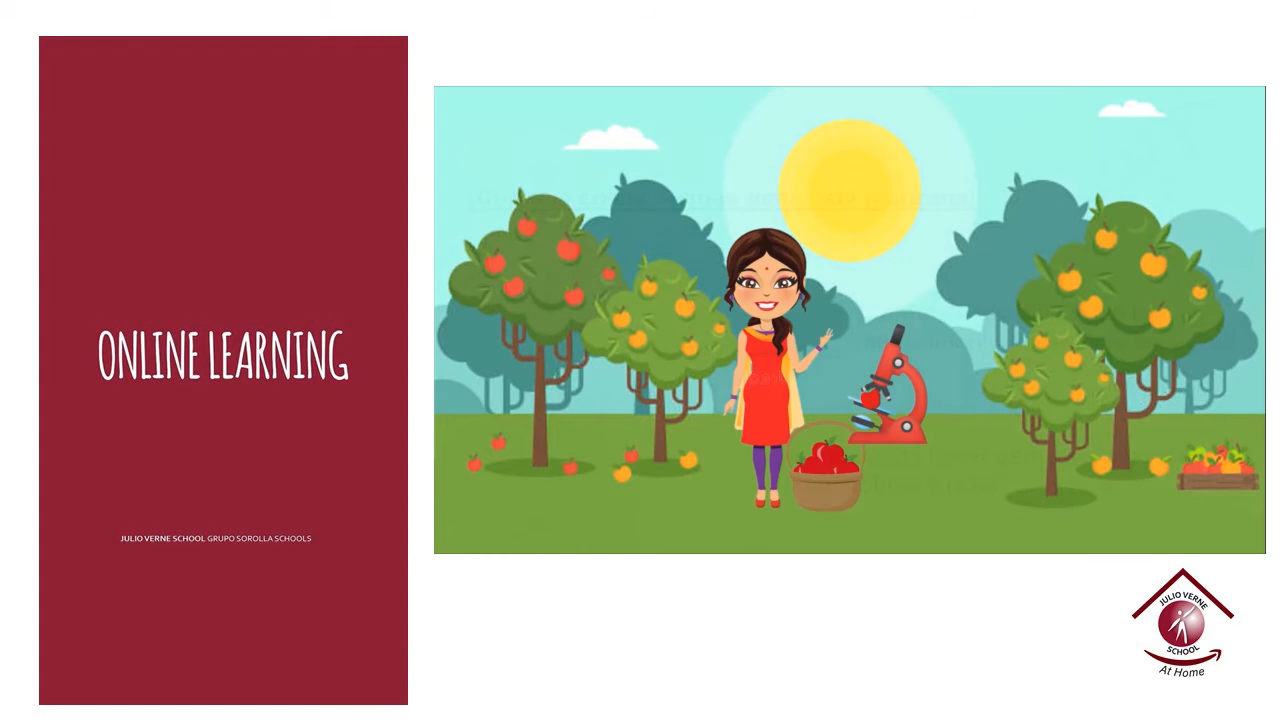 ONLINE LEARNING
JULIO VERNE SCHOOL GRUPO SOROLLA SCHOOLS
JULIO VERNE
SCHOOL
At Home